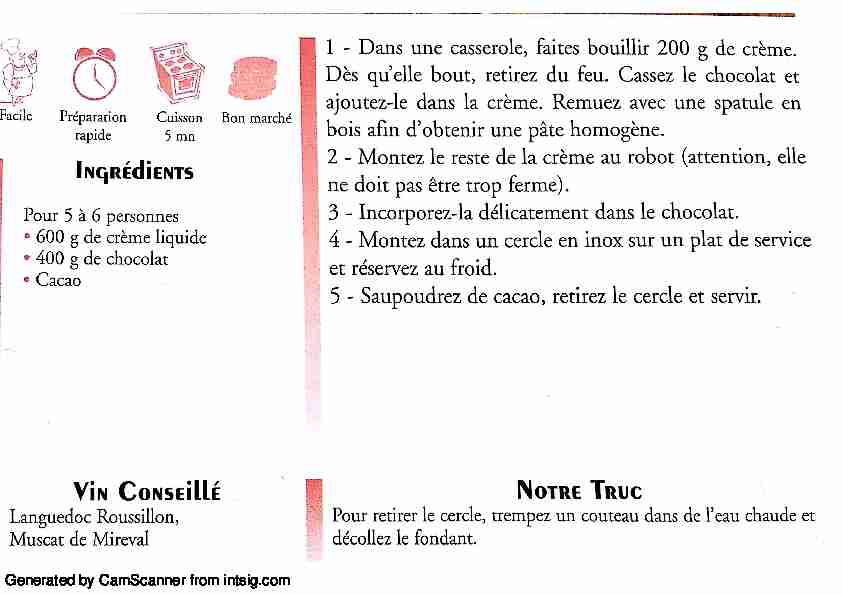 Facile
Préparation
rapide
Cuisson
5 mn
Bon marché
Ingrédients
Pour 5 à 6 personnes
• 600 g de crème liquide
• 400 g de chocolat
• Cacao
1 - Dans une casserole, faites bouillir 200 g de crème.
Dès qu'elle bout, retirez du feu. Cassez le chocolat et
ajoutez-le dans la crème. Remuez avec une spatule en
bois afin d'obtenir une pâte homogène.
2 - Montez le reste de la crème au robot (attention, elle
ne doit pas être trop ferme).
3 - Incorporez-la délicatement dans le chocolat.
4 - Montez dans un cercle en inox sur un plat de service
et réservez au froid.
5 - Saupoudrez de cacao, retirez le cercle et servir.
Vin Conseillé
Languedoc Roussillon,
Muscat de Mireval
Notre Truc
Pour retirer le cercle, trempez un couteau dans de l'eau chaude et
décollez le fondant.
Generated by CamScanner from intsig.com